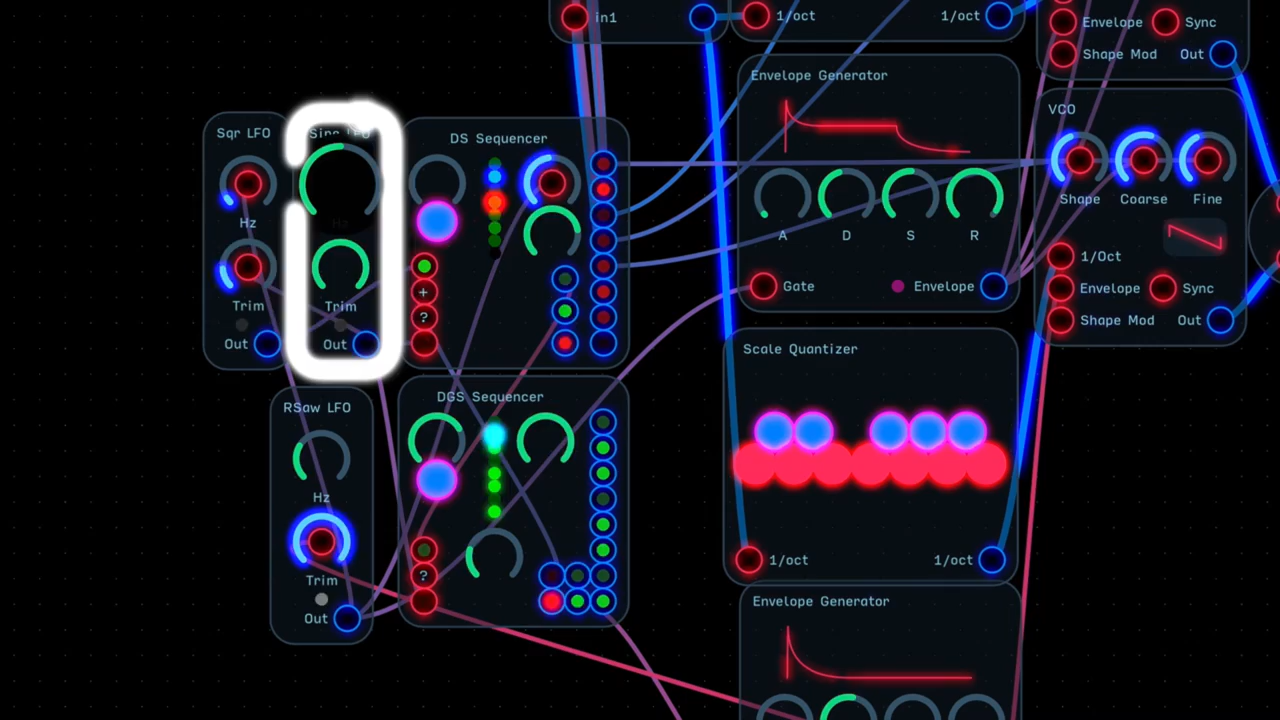 in1
1/oct
1/oct
Envelope
Sync
Shape Mod
Out
Sqr LFO
Hz
Trim
Out
Hz
Trim
Out
DS Sequencer
+
?
Envelope Generator
A
D
S
R
Gate
Envelope
VCO
Shape
Coarse
Fine
1/Oct
Envelope
Sync
Shape Mod
Out
RSaw LFO
Hz
Trim
Out
DGS Sequencer
?
Scale Quantizer
1/oct
1/oct
Envelope Generator